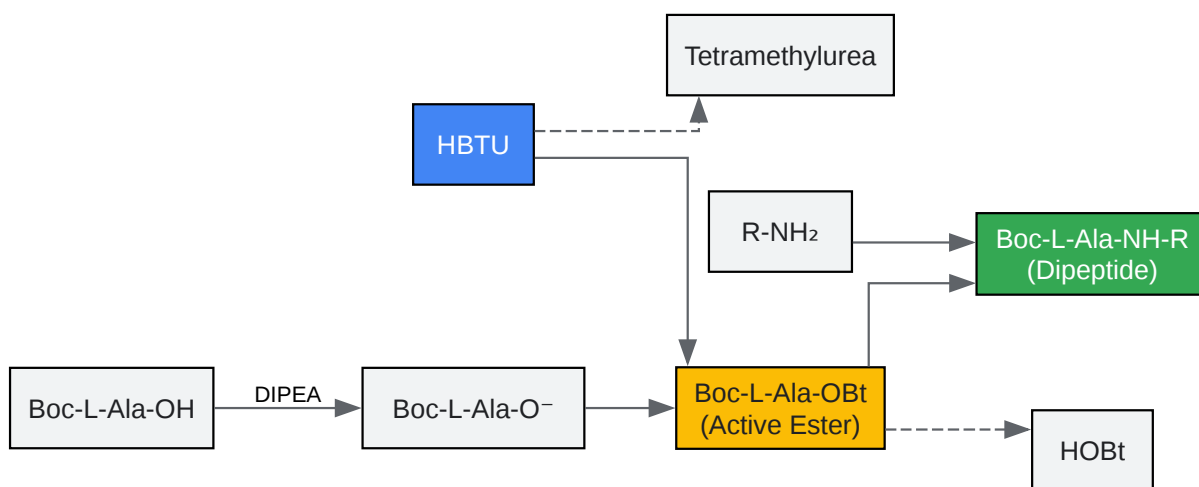 Tetramethylurea
HBTU
R-NH₂
Boc-L-Ala-NH-R
(Dipeptide)
Boc-L-Ala-OH
DIPEA
Boc-L-Ala-O⁻
Boc-L-Ala-OBt
(Active Ester)
HOBt